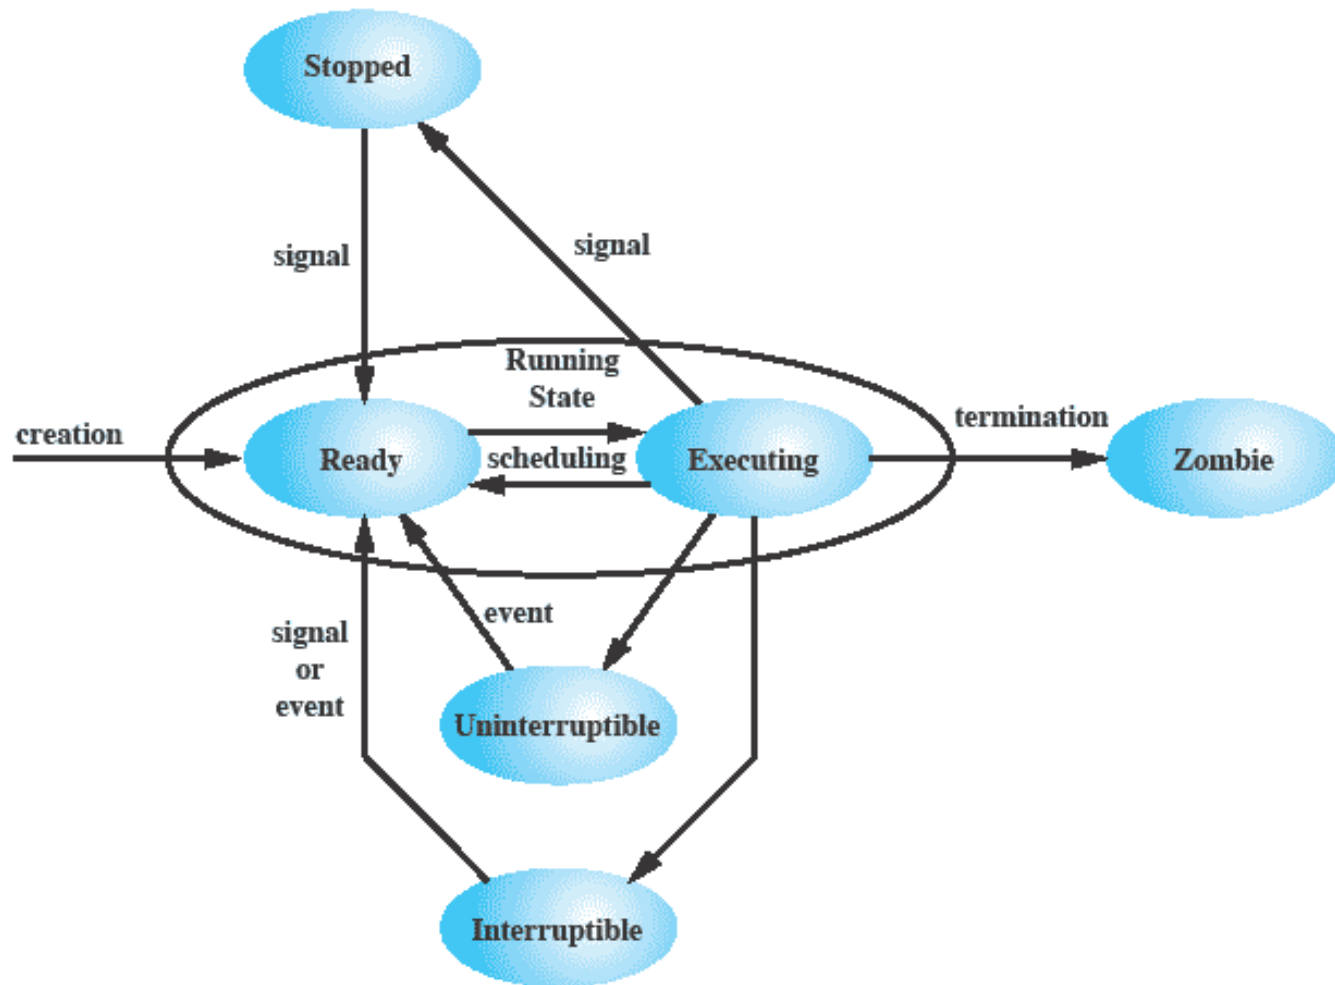 Stopped
signal
signal
Running
State
creation
termination
Ready
scheduling
Executing
Zombie
event
signal
or
event
Uninterruptible
Interruptible